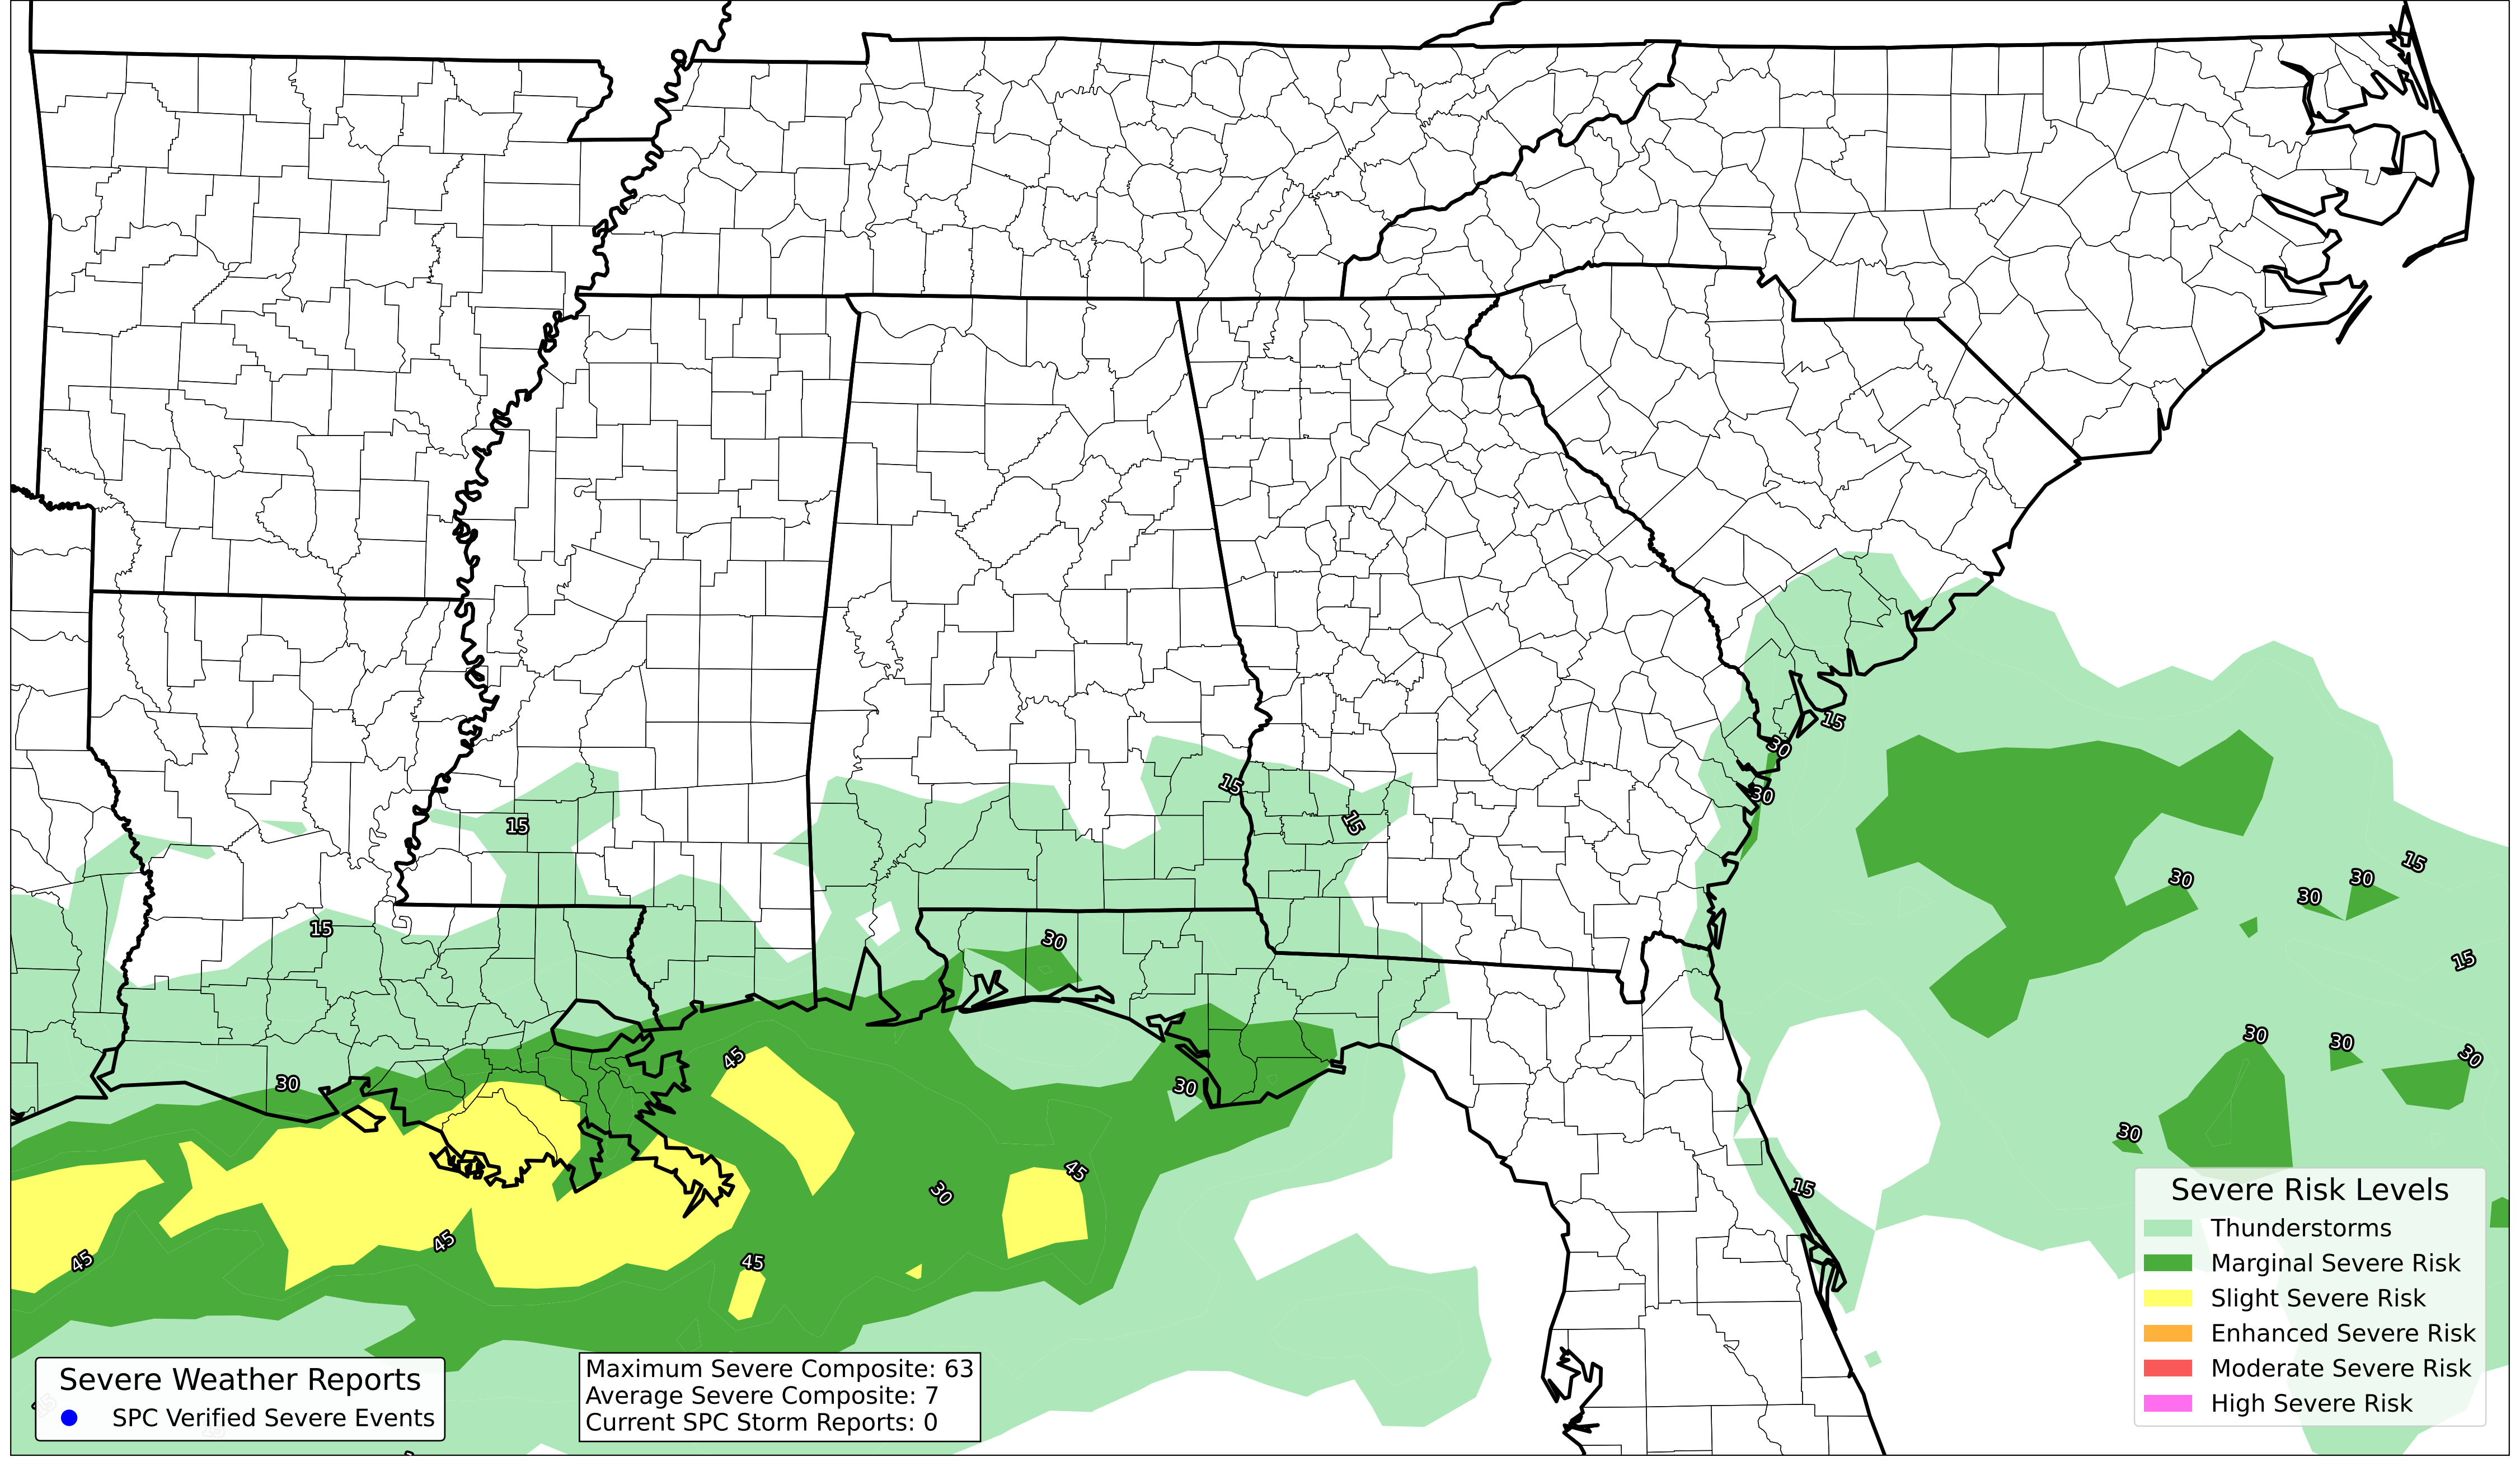 15
30
30
15
15
15
30
15
30
30
15
30
15
30
30
30
30
45
30
30
45
30
30
15
45
45
45
Severe Risk Levels
Thunderstorms
Marginal Severe Risk
Slight Severe Risk
Enhanced Severe Risk
Moderate Severe Risk
High Severe Risk
Severe Weather Reports
SPC Verified Severe Events
Maximum Severe Composite: 63
Average Severe Composite: 7
Current SPC Storm Reports: 0